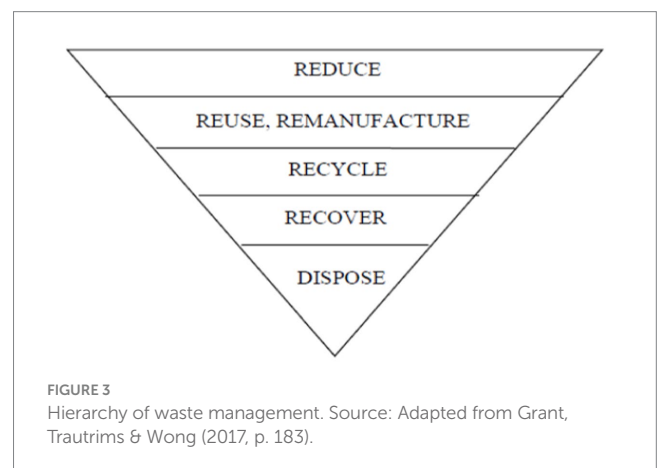 REDUCE
REUSE, REMANUFACTURE
RECYCLE
RECOVER
DISPOSE
FIGURE 3
Hierarchy of waste management. Source: Adapted from Grant,
Trautrims & Wong (2017, p. 183).